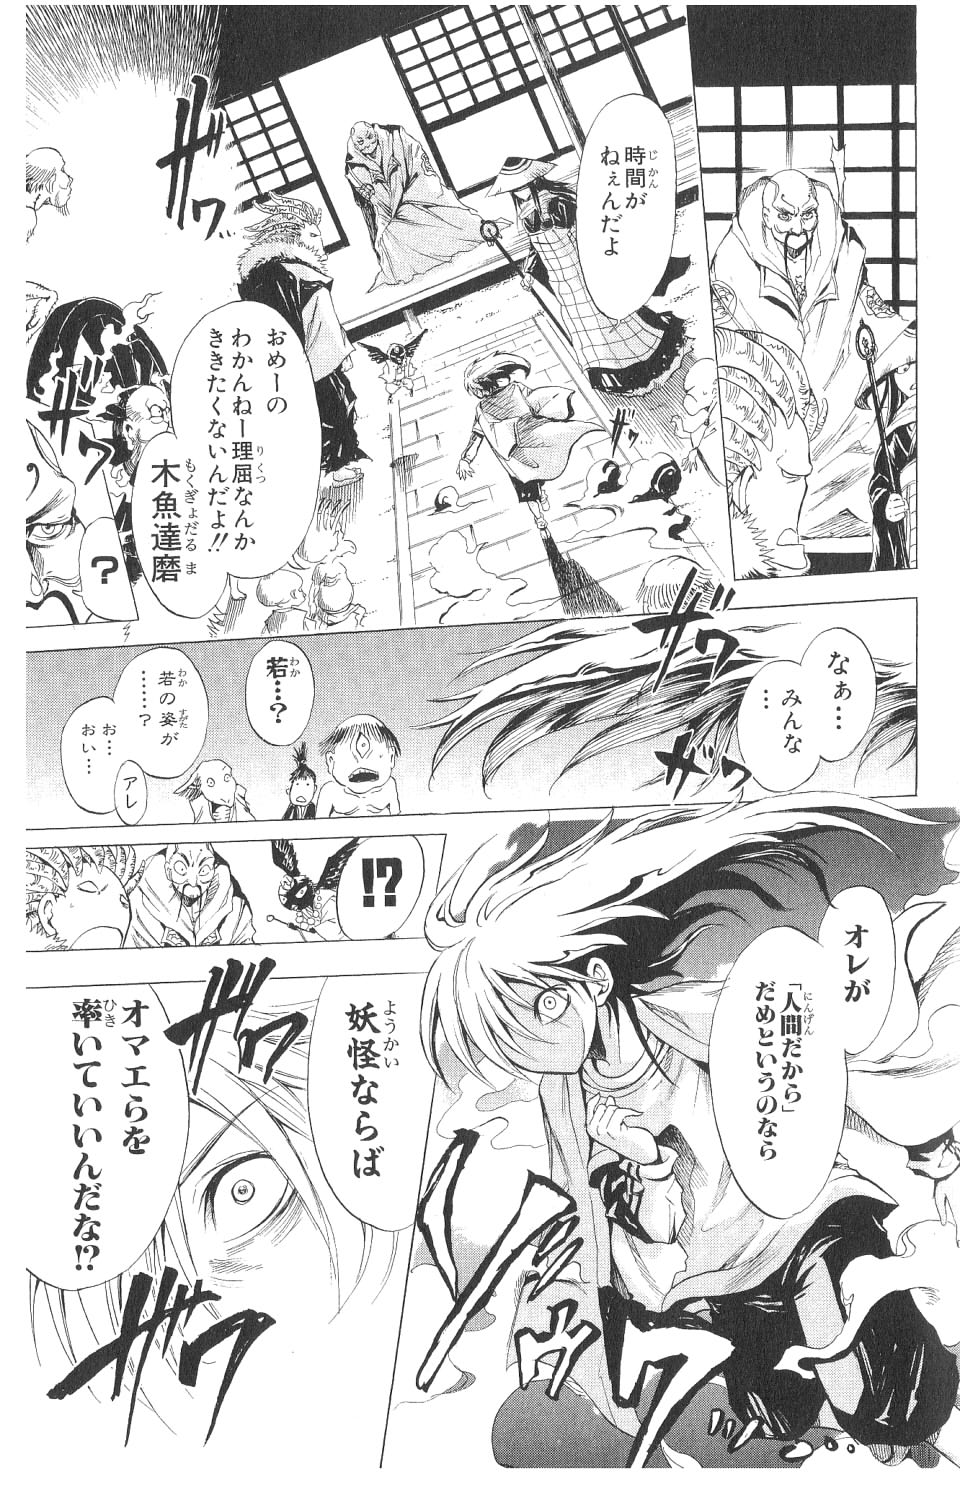 時間が
ねぇんだよ
おめーの
わかんねー理屈なんか
ききたくないんだよ!!
木魚達磨
ザワ
ザワ
ザワ
?
なぁ…
みんな
…
ザワ
ザワ
若…?
若の姿が
……?
お…
おい…
アレ
!?
オレが
「人間だから」
だめというのなら
妖怪ならば
オマエらを
率いていいんだな!?
ザワ
ザワ